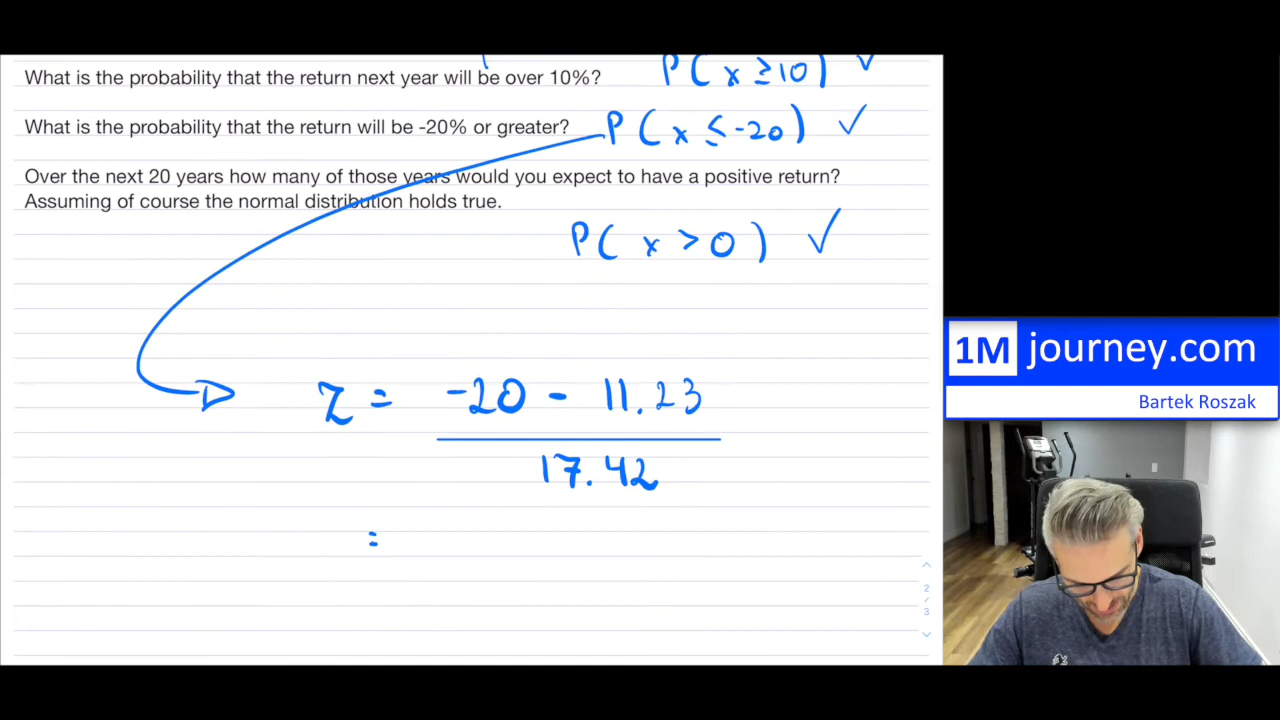 What is the probability that the return next year will be over 10%? P(x ≥10) ✓
What is the probability that the return will be -20% or greater? P(x ≤ -20) ✓
Over the next 20 years how many of those years would you expect to have a positive return?
Assuming of course the normal distribution holds true.
P(x > 0) ✓
z = -20 - 11.23
17.42
=
1M journey.com
Bartek Roszak
2
/
3